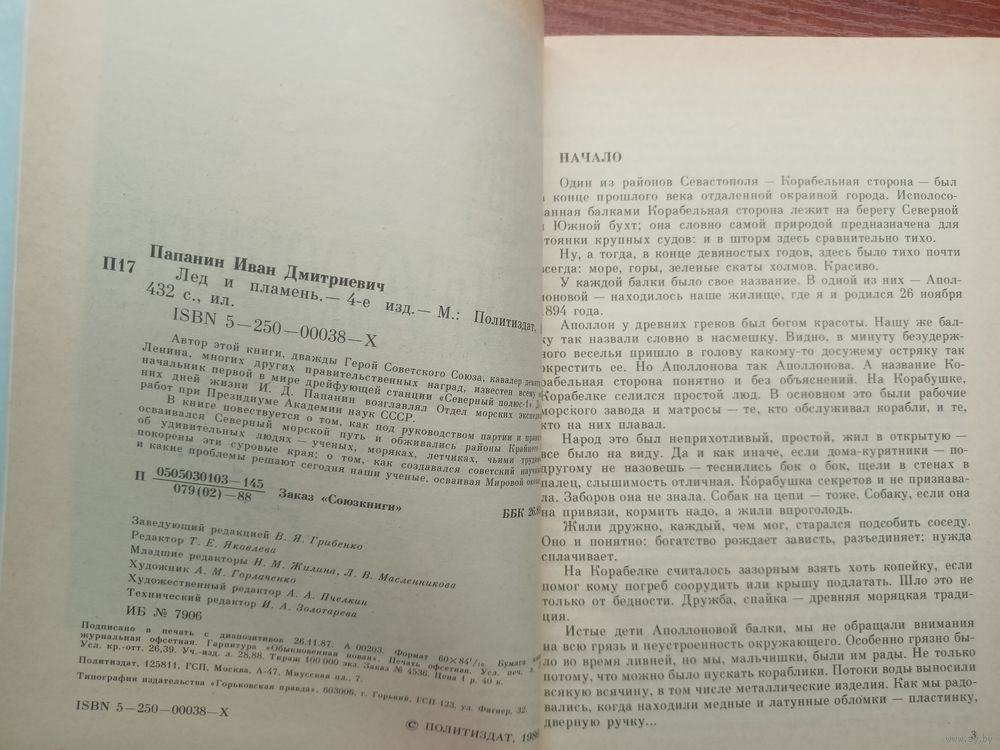 Папанин Иван Дмитриевич
П17
Лед и пламень.— 4-е изд.— М.: Политиздат,
432 с., ил.
ISBN 5—250—00038—X
Автор этой книги, дважды Герой Советского Союза, кавалер
Ленина, многих других правительственных наград, известен всему
начальник первой в мире дрейфующей станции «Северный полюс-1».
них дней жизни И. Д. Папанин возглавлял Отдел морских
работ при Президиуме Академии наук СССР.
В книге повествуется о том, как под руководством партии и
осваивался Северный морской путь и обживались районы Крайнего
об удивительных людях — ученых, моряках, летчиках, чьими
покорены эти суровые края; о том, как создавался советский
и какие проблемы решают сегодня наши ученые, осваивая Мировой
П 0505030103—145
079(02)—88
Заказ «Союзкниги»
ББК
Заведующий редакцией В. Я. Грибенко
Редактор Т. Е. Яковлева
Младшие редакторы Н. М. Жилина, Л. В. Масленникова
Художник А. М. Горлаченко
Художественный редактор А. А. Пчелкин
Технический редактор И. А. Золотарева
ИБ № 7906
Подписано в печать с диапозитивов 26.11.87. А 00203. Формат 60×84¹/₁₆. Бумага
журнальная офсетная. Гарнитура «Обыкновенная новая». Печать офсетная. Усл. печ.
Усл. кр.-отт. 26,39. Уч.-изд. л. 28,88. Тираж 100 000 экз. Заказ № 4536. Цена 1 р. 40 к.
Политиздат. 125811, ГСП, Москва, А-47, Миусская пл., 7.
Типография издательства «Горьковская правда», 603006, г. Горький, ГСП-123, ул. Фигнер, 32.
ISBN 5—250—00038—X
© ПОЛИТИЗДАТ,
НАЧАЛО
Один из районов Севастополя — Корабельная сторона — был
конце прошлого века отдаленной окраиной города. Исполосо-
ванная балками Корабельная сторона лежит на берегу Северной
Южной бухт; она словно самой природой предназначена для
стоянки крупных судов: и в шторм здесь сравнительно тихо.
Ну, а тогда, в конце девяностых годов, здесь было тихо почти
всегда: море, горы, зеленые скаты холмов. Красиво.
У каждой балки было свое название. В одной из них — Апол-
лоновой — находилось наше жилище, где я и родился 26 ноября
1894 года.
Аполлон у древних греков был богом красоты. Нашу же бал-
ку так назвали словно в насмешку. Видно, в минуту безудерж-
ного веселья пришло в голову какому-то досужему остряку так
окрестить ее. Но Аполлонова так Аполлонова. А название Ко-
рабельная сторона понятно и без объяснений. На Корабушке,
Корабелке селился простой люд. В основном это были рабочие
морского завода и матросы — те, кто обслуживал корабли, и те,
кто на них плавал.
Народ это был неприхотливый, простой, жил в открытую —
все было на виду. Да и как иначе, если дома-курятники — по-
другому не назовешь — теснились бок о бок, щели в стенах в
палец, слышимость отличная. Корабушка секретов и не признава-
ла. Заборов она не знала. Собак на цепи — тоже. Собаку, если она
на привязи, кормить надо, а жили впроголодь.
Жили дружно, каждый, чем мог, старался подсобить соседу.
Оно и понятно: богатство рождает зависть, разъединяет; нужда
сплачивает.
На Корабелке считалось зазорным взять хоть копейку, если
помог кому погреб соорудить или крышу подлатать. Шло это не
только от бедности. Дружба, спайка — древняя моряцкая тради-
ция.
Истые дети Аполлоновой балки, мы не обращали внимания
на всю грязь и неустроенность окружающего. Особенно грязно бы-
ло во время ливней, но мы, мальчишки, были им рады. Не только
потому, что можно было пускать кораблики. Потоки воды выносили
всякую всячину, в том числе металлические изделия. Как мы радо-
вались, когда находили медные и латунные обломки — пластинку,
дверную ручку...
3
www.ay.by